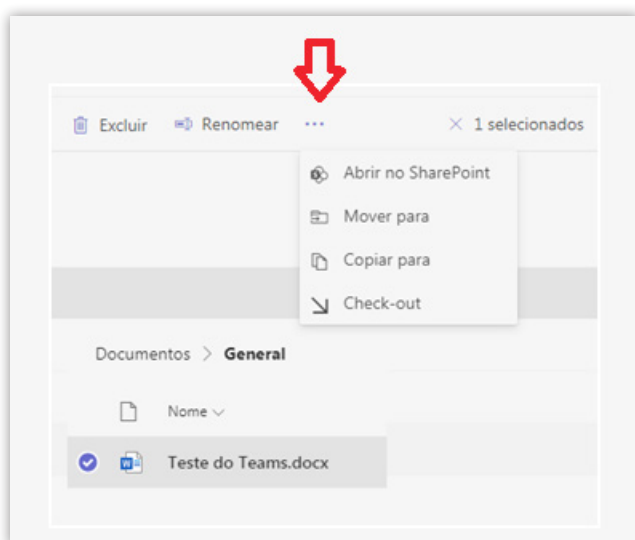 Excluir Renomear ... 1 selecionados
Abrir no SharePoint
Mover para
Copiar para
Check-out
Documentos > General
Nome
Teste do Teams.docx